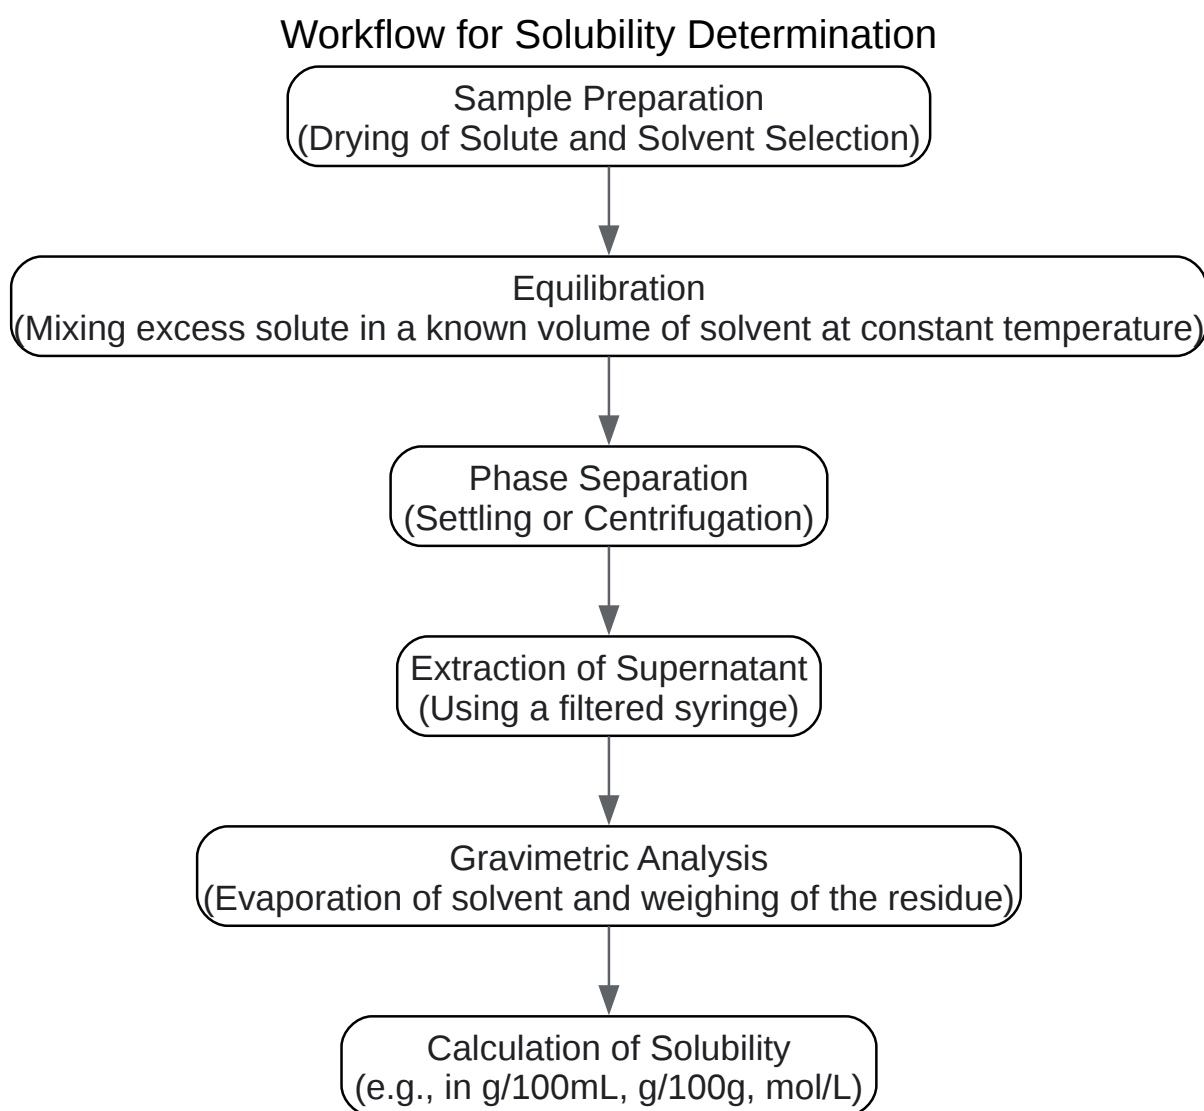 Workflow for Solubility Determination
Sample Preparation
(Drying of Solute and Solvent Selection)
Equilibration
(Mixing excess solute in a known volume of solvent at constant temperature)
Phase Separation
(Settling or Centrifugation)
Extraction of Supernatant
(Using a filtered syringe)
Gravimetric Analysis
(Evaporation of solvent and weighing of the residue)
Calculation of Solubility
(e.g., in g/100mL, g/100g, mol/L)